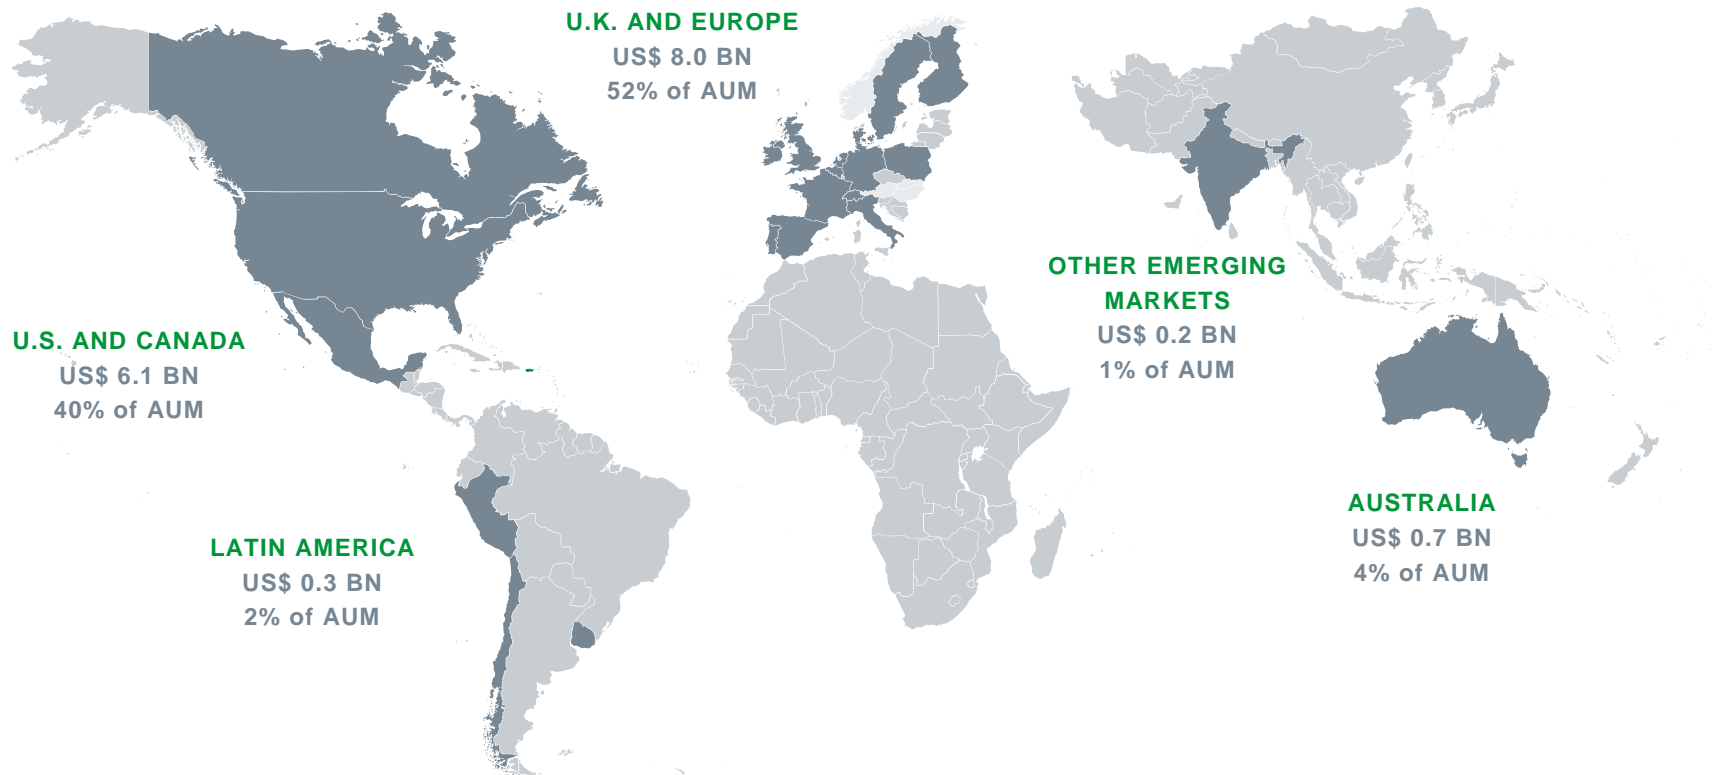 U.K. AND EUROPE
US$ 8.0 BN
52% of AUM
OTHER EMERGING
MARKETS
US$ 0.2 BN
1% of AUM
U.S. AND CANADA
US$ 6.1 BN
40% of AUM
AUSTRALIA
US$ 0.7 BN
4% of AUM
LATIN AMERICA
US$ 0.3 BN
2% of AUM